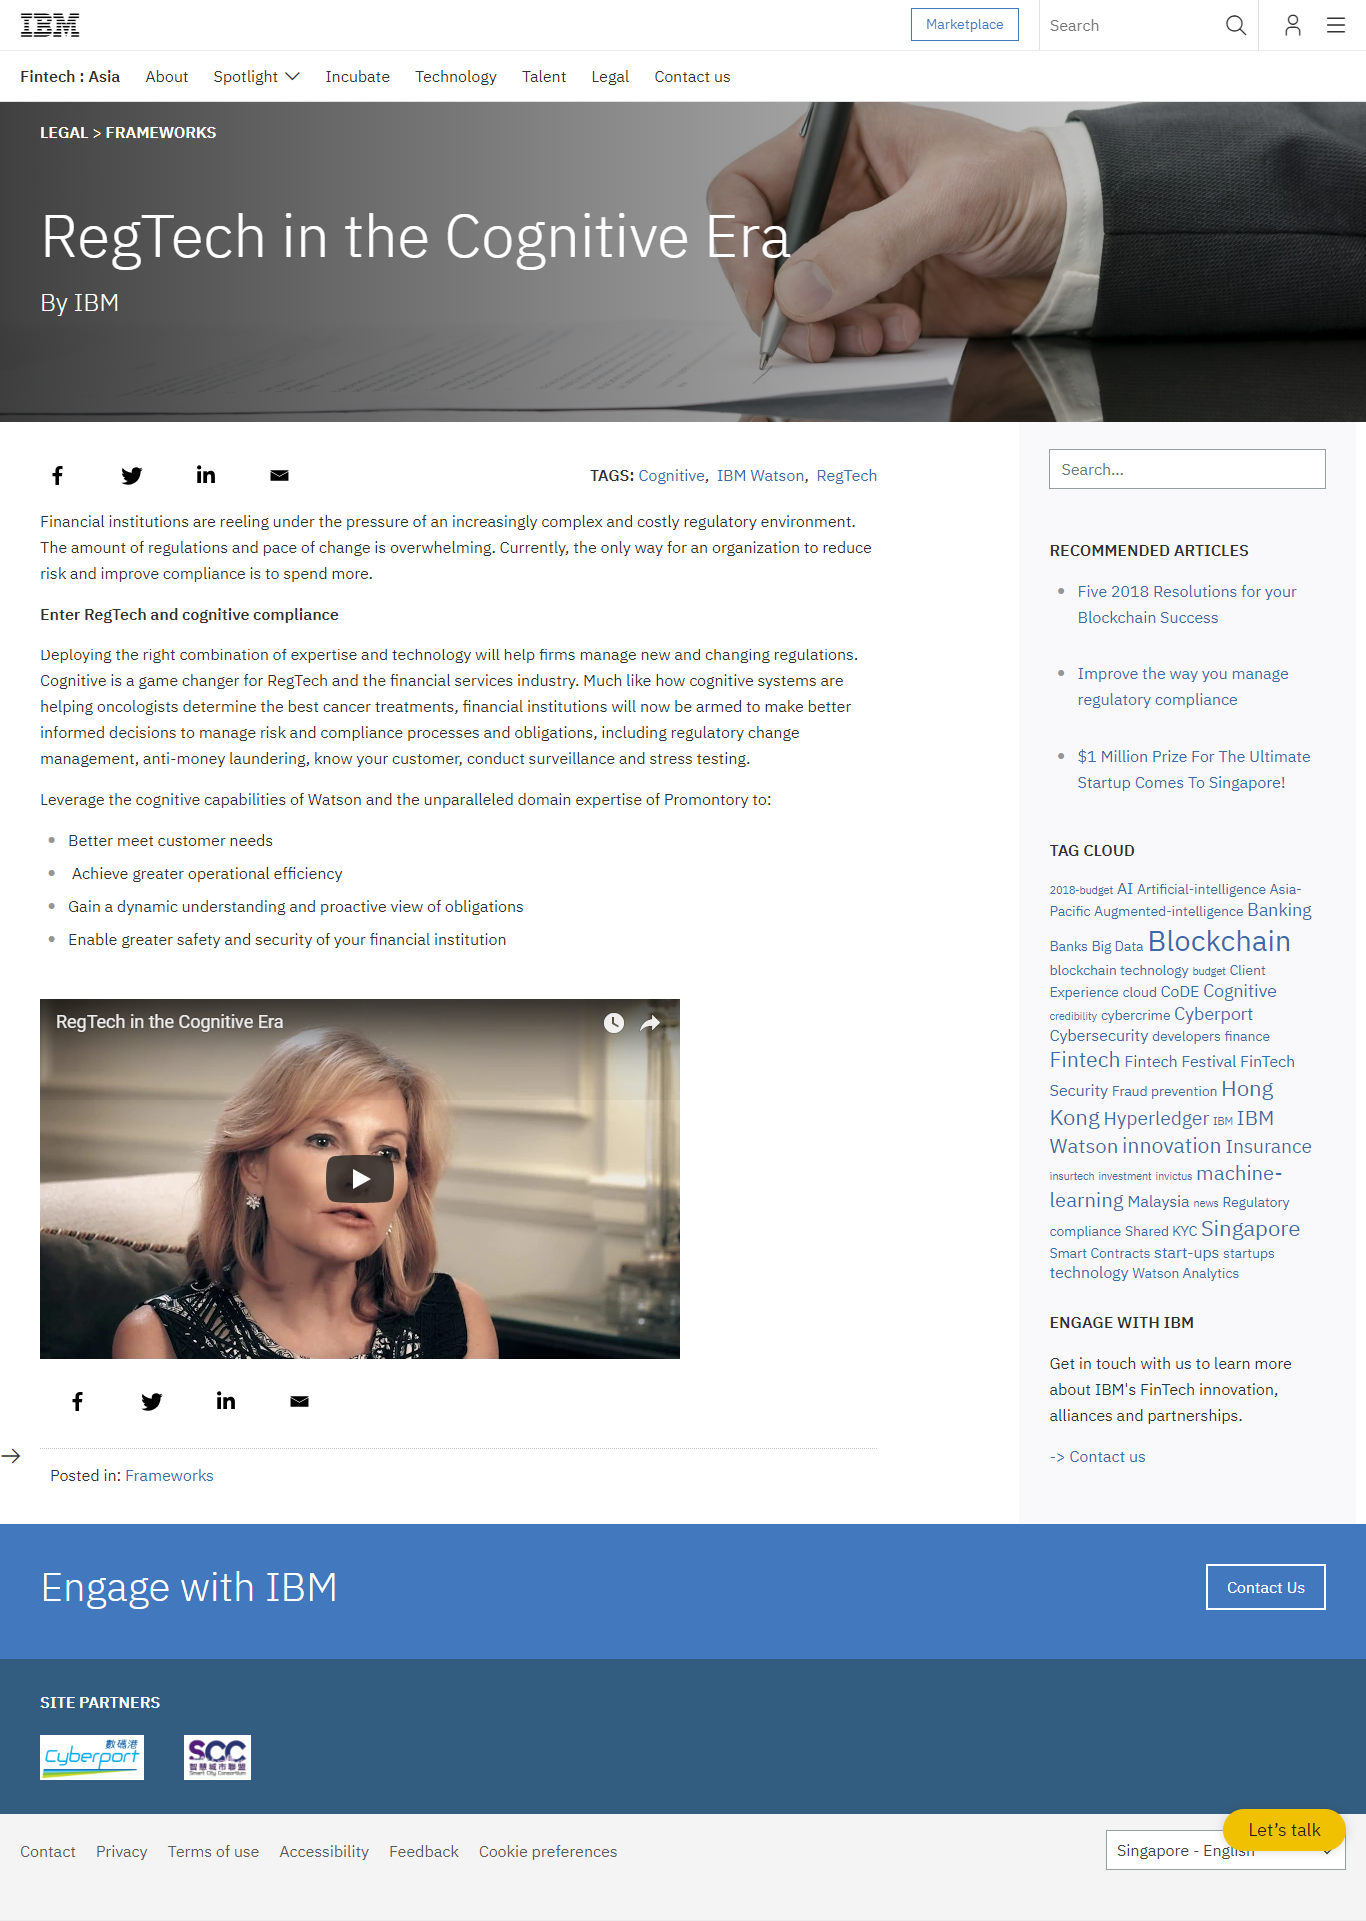 IBM
Marketplace
Search
Fintech : Asia About Spotlight Incubate Technology Talent Legal Contact us
LEGAL > FRAMEWORKS
RegTech in the Cognitive Era
By IBM
TAGS: Cognitive, IBM Watson, RegTech
Financial institutions are reeling under the pressure of an increasingly complex and costly regulatory environment.
The amount of regulations and pace of change is overwhelming. Currently, the only way for an organization to reduce
risk and improve compliance is to spend more.
Enter RegTech and cognitive compliance
Deploying the right combination of expertise and technology will help firms manage new and changing regulations.
Cognitive is a game changer for RegTech and the financial services industry. Much like how cognitive systems are
helping oncologists determine the best cancer treatments, financial institutions will now be armed to make better
informed decisions to manage risk and compliance processes and obligations, including regulatory change
management, anti-money laundering, know your customer, conduct surveillance and stress testing.
Leverage the cognitive capabilities of Watson and the unparalleled domain expertise of Promontory to:
Better meet customer needs
Achieve greater operational efficiency
Gain a dynamic understanding and proactive view of obligations
Enable greater safety and security of your financial institution
RegTech in the Cognitive Era
Posted in: Frameworks
Search...
RECOMMENDED ARTICLES
Five 2018 Resolutions for your
Blockchain Success
Improve the way you manage
regulatory compliance
$1 Million Prize For The Ultimate
Startup Comes To Singapore!
TAG CLOUD
2018-budget AI Artificial-intelligence Asia-
Pacific Augmented-intelligence Banking
Banks Big Data Blockchain
blockchain technology budget Client
Experience cloud CoDE Cognitive
credibility cybercrime Cyberport
Cybersecurity developers finance
Fintech Fintech Festival FinTech
Security Fraud prevention Hong
Kong Hyperledger IBM IBM
Watson innovation Insurance
insurtech investment invictus machine-
learning Malaysia news Regulatory
compliance Shared KYC Singapore
Smart Contracts start-ups startups
technology Watson Analytics
ENGAGE WITH IBM
Get in touch with us to learn more
about IBM's FinTech innovation,
alliances and partnerships.
-> Contact us
Engage with IBM
Contact Us
SITE PARTNERS
數碼港
Cyberport
SCC
智慧城市聯盟
Smart City Consortium
Let's talk
Contact Privacy Terms of use Accessibility Feedback Cookie preferences
Singapore - English